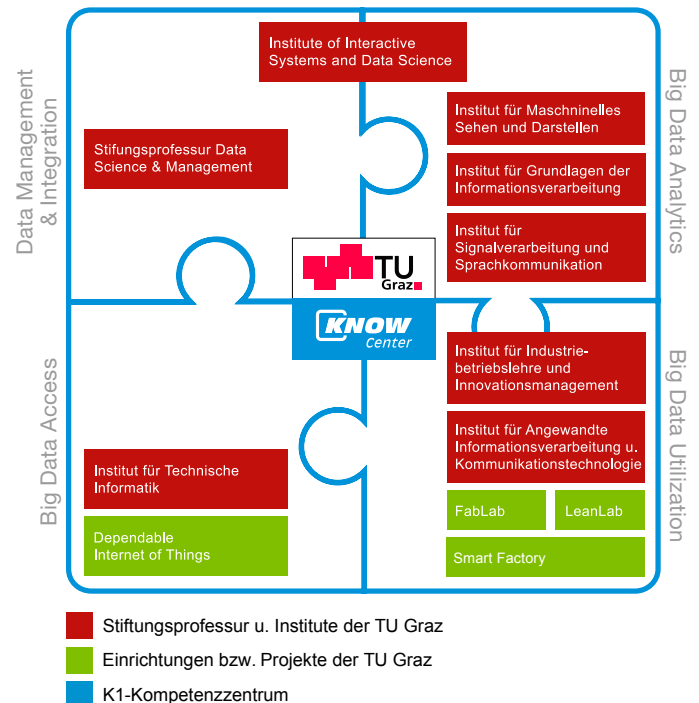 Institute of Interactive
Systems and Data Science
Data Management
& Integration
Stifungsprofessur Data
Science & Management
Big Data Analytics
Institut für Maschninelles
Sehen und Darstellen
Institut für Grundlagen der
Informationsverarbeitung
Institut für
Signalverarbeitung und
Sprachkommunikation
TU
Graz
KNOW
Center
Big Data Access
Institut für Technische
Informatik
Dependable
Internet of Things
Big Data Utilization
Institut für Industrie-
betriebslehre und
Innovationsmanagement
Institut für Angewandte
Informationsverarbeitung u.
Kommunikationstechnologie
FabLab
LeanLab
Smart Factory
Stiftungsprofessur u. Institute der TU Graz
Einrichtungen bzw. Projekte der TU Graz
K1-Kompetenzzentrum